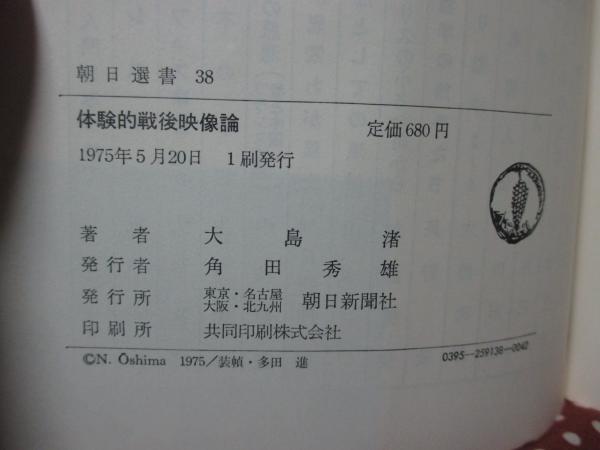 朝日選書 38
体験的戦後映像論 定価680円
1975年5月20日 1刷発行
著者 大島渚
発行者 角田秀雄
発行所 東京・名古屋 大阪・北九州 朝日新聞社
印刷所 共同印刷株式会社
©N. Ōshima 1975/装幀・多田 進 0395-259138-0042